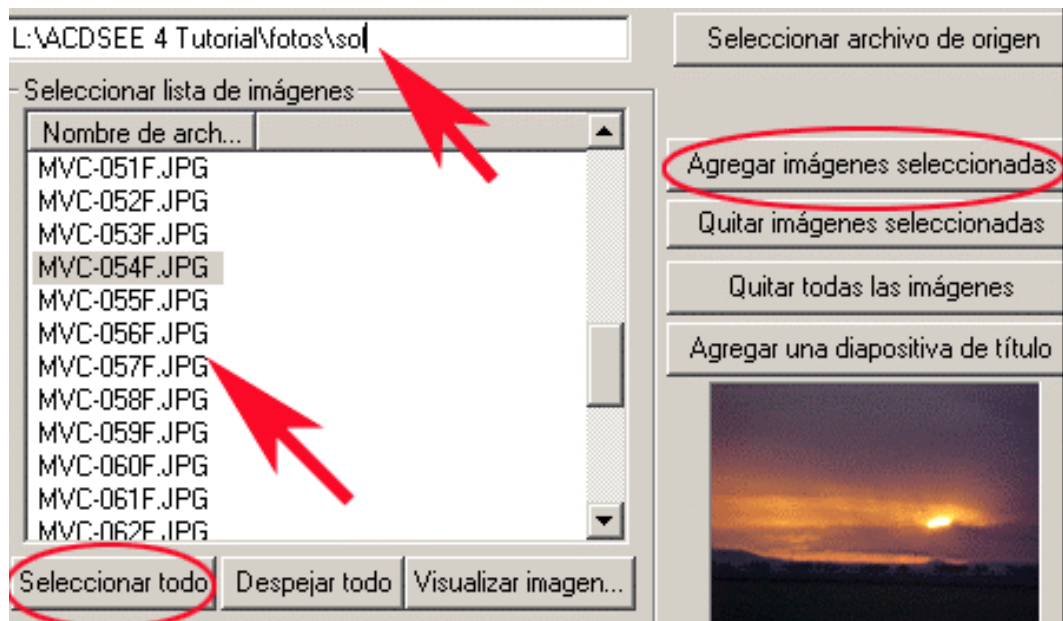 L:\ACDSEE 4 Tutorial\fotos\sol
Seleccionar archivo de origen
Seleccionar lista de imágenes
Nombre de arch...
MVC-051F.JPG
MVC-052F.JPG
MVC-053F.JPG
MVC-054F.JPG
MVC-055F.JPG
MVC-056F.JPG
MVC-057F.JPG
MVC-058F.JPG
MVC-059F.JPG
MVC-060F.JPG
MVC-061F.JPG
MVC-062F.JPG
Seleccionar todo
Despejar todo
Visualizar imagen...
Agregar imágenes seleccionadas
Quitar imágenes seleccionadas
Quitar todas las imágenes
Agregar una diapositiva de título